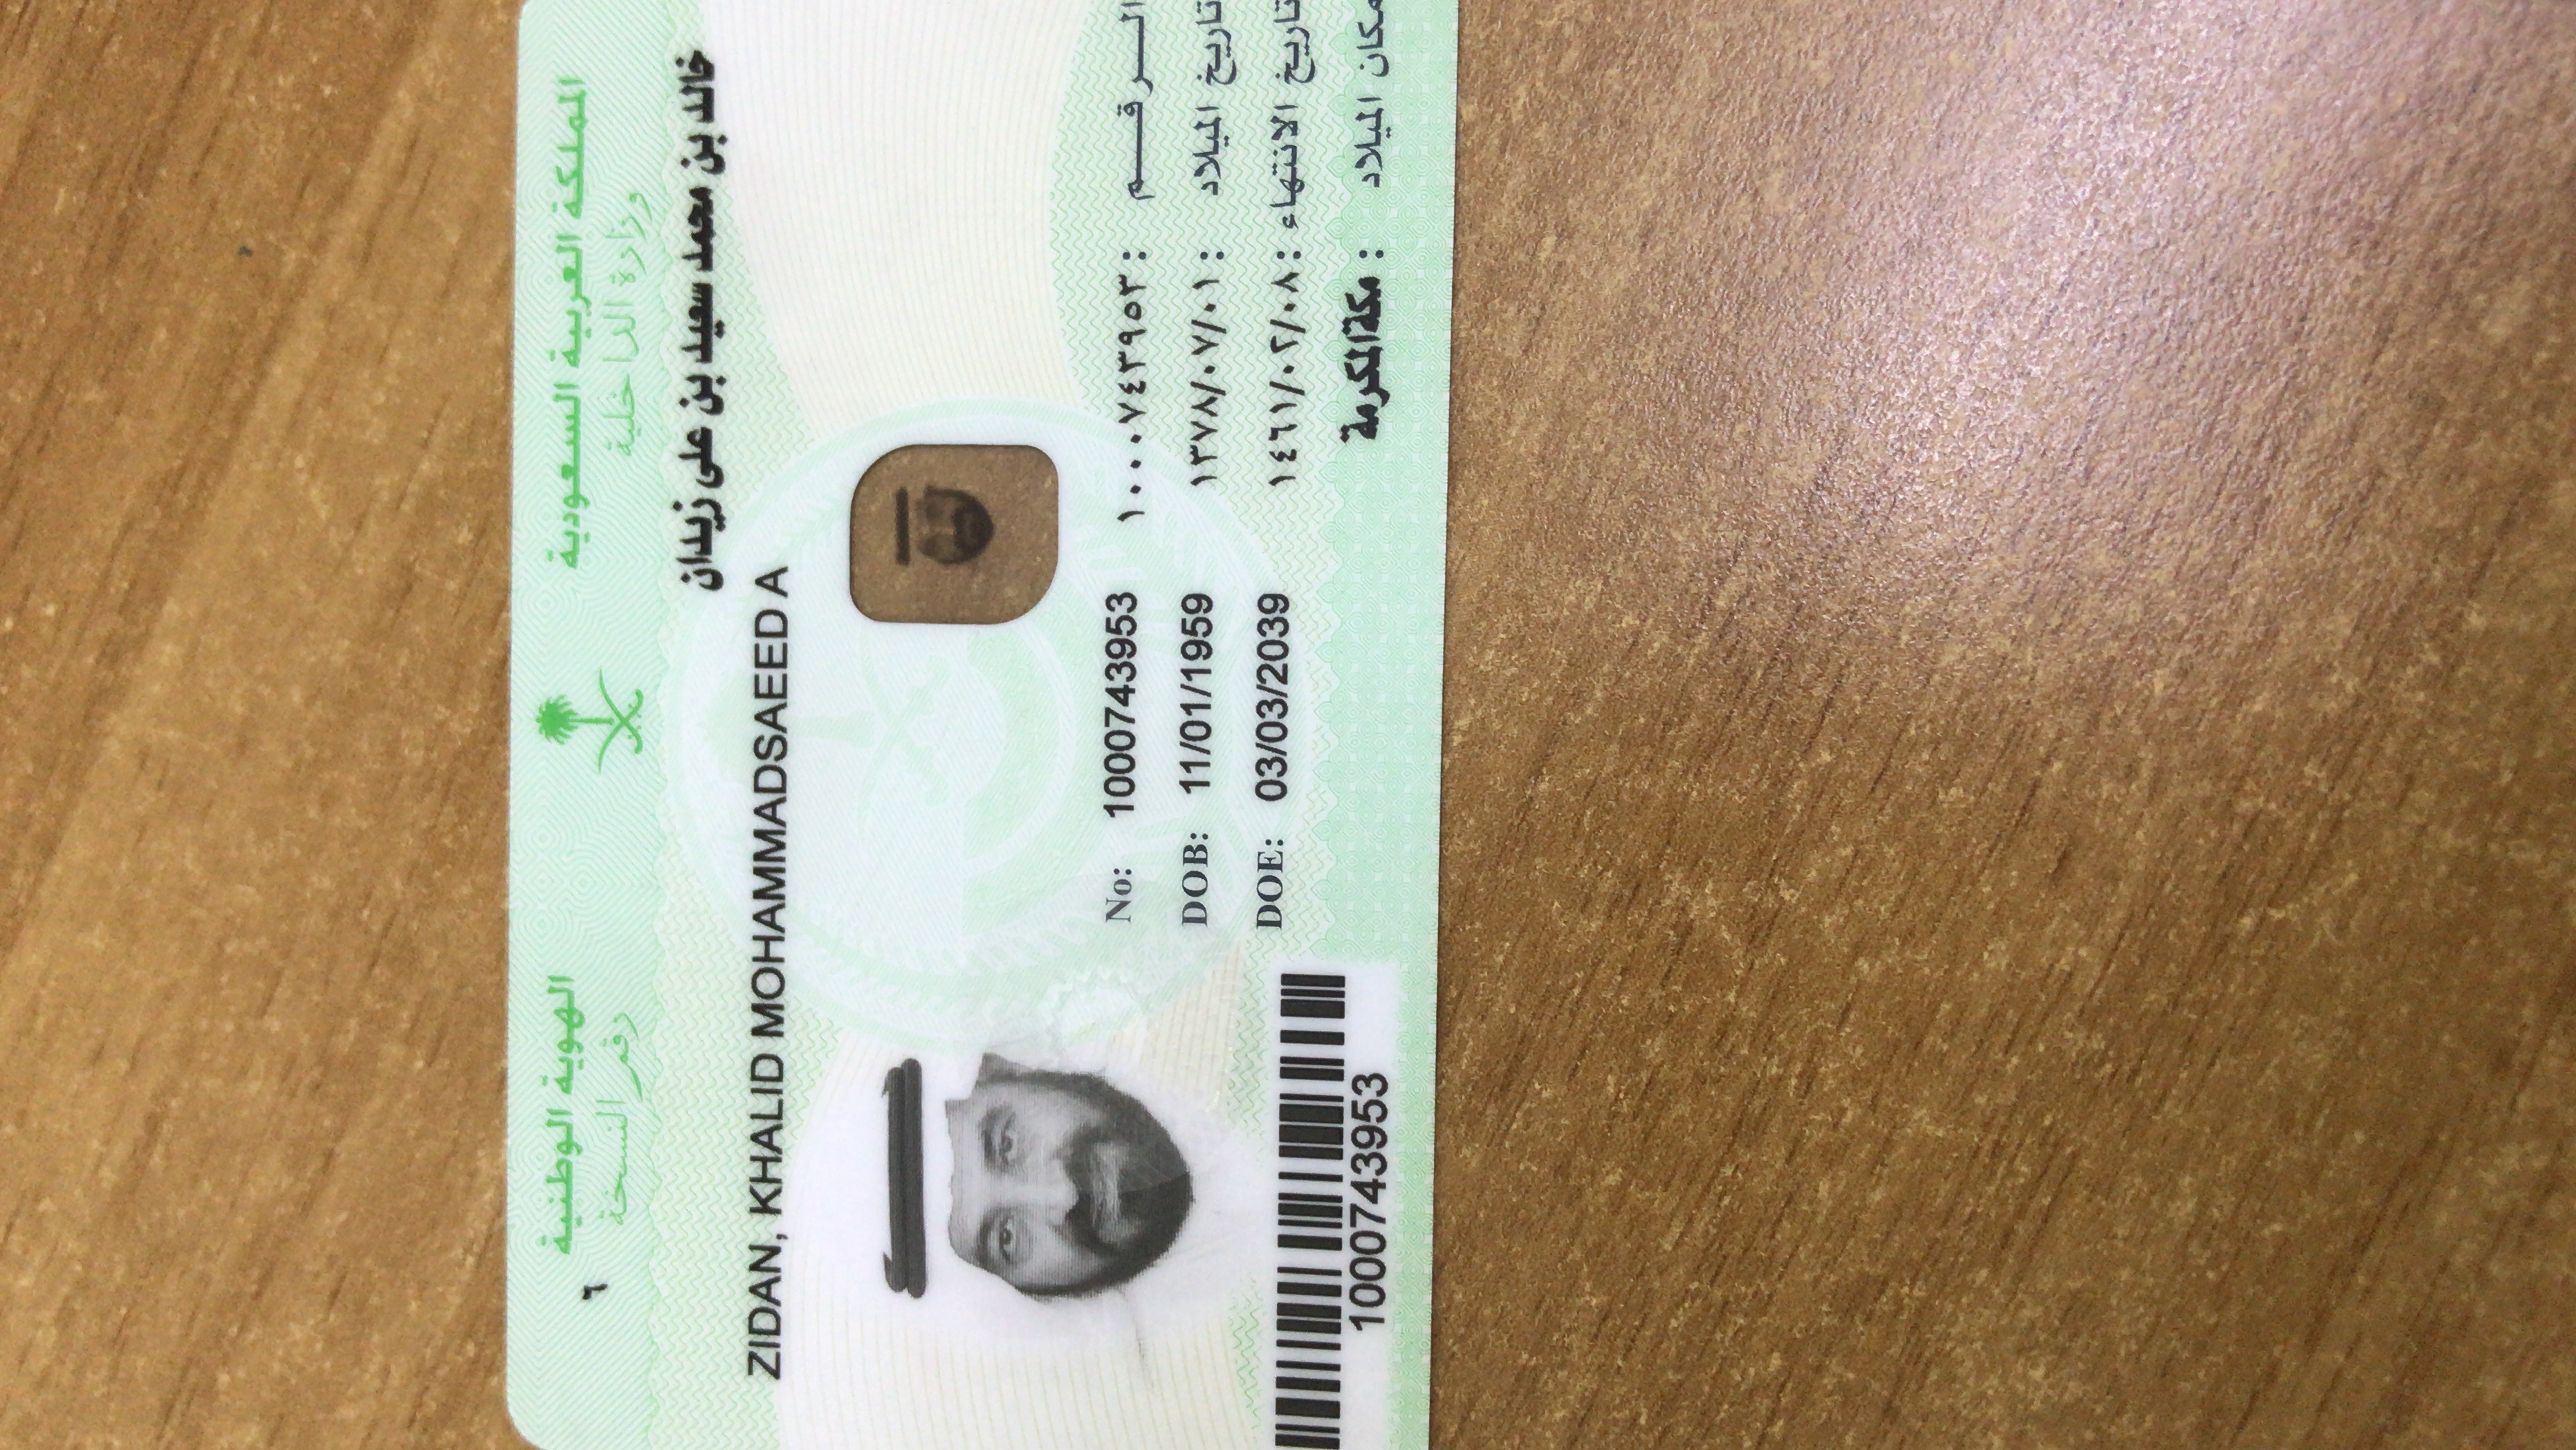 المملكة العربية السعودية
وزارة الداخلية
الهوية الوطنية
رقم النسخة ٦
خالد بن محمد سعيد بن على زيدان
ZIDAN, KHALID MOHAMMADSAEED A
No: 1000743953
الرقم : ١٠٠٠٧٤٣٩٥٣
DOB: 11/01/1959
تاريخ الميلاد : ١٣٧٨/٠٧/٠١
DOE: 03/03/2039
تاريخ الانتهاء : ١٤٦١/٠٢/٠٨
مكان الميلاد : مكةالمكرمة
1000743953